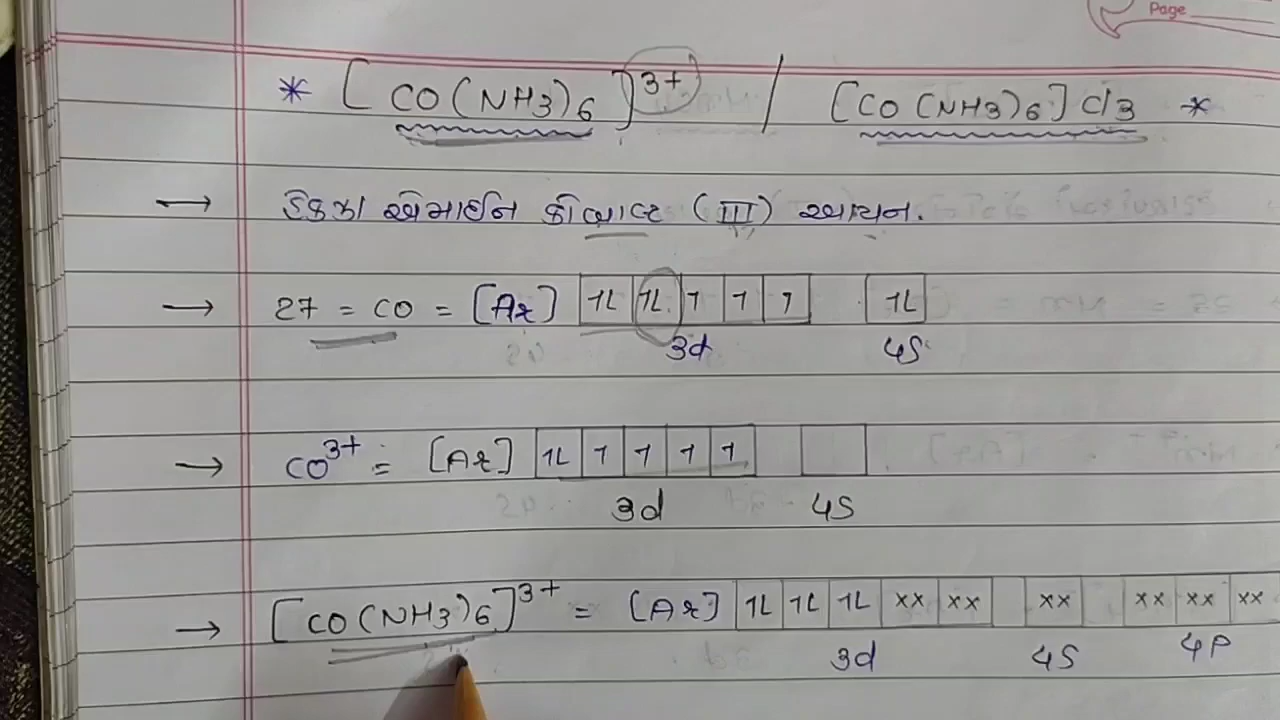 Page
* [CO(NH3)6]3+ / [CO(NH3)6]Cl3 *
→ હેક્ઝા એમાઈન કોબાલ્ટ (III) આયન.
→ 27 = CO = [Ar] 1L 1L 1 1 1 1L
3d 4S
→ CO3+ = [Ar] 1L 1 1 1 1
3d 4S
→ [CO(NH3)6]3+ = [Ar] 1L 1L 1L xx xx xx xx xx xx
3d 4S 4P